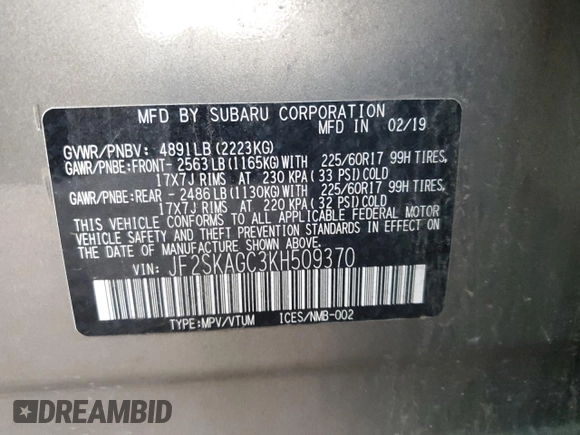 MFD BY SUBARU CORPORATION
MFD IN 02/19
GVWR/PNBV: 4891LB(2223KG)
GAWR/PNBE:FRONT- 2563LB(1165KG)WITH 225/60R17 99H TIRES,
17X7J RIMS AT 230 KPA( 33 PSI)COLD
GAWR/PNBE:REAR - 2486LB(1130KG)WITH 225/60R17 99H TIRES,
17X7J RIMS AT 220 KPA( 32 PSI)COLD
THIS VEHICLE CONFORMS TO ALL APPLICABLE FEDERAL MOTOR
VEHICLE SAFETY AND THEFT PREVENTION STANDARDS IN EFFECT ON
THE DATE OF MANUFACTURE SHOWN ABOVE.
VIN: JF2SKAGC3KH509370
TYPE:MPV/VTUM ICES/NMB-002
DREAMBID